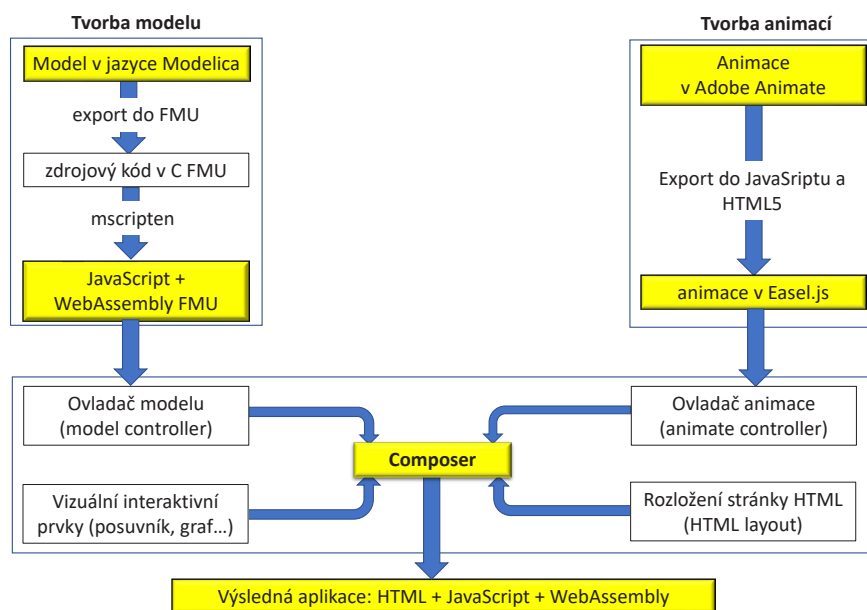 Tvorba modelu
Model v jazyce Modelica
export do FMU
zdrojový kód v C FMU
mscripten
JavaScript +
WebAssembly FMU
Tvorba animací
Animace
v Adobe Animate
Export do JavaSriptu a
HTML5
animace v Easel.js
Ovladač modelu
(model controller)
Ovladač animace
(animate controller)
Composer
Vizuální interaktivní
prvky (posuvník, graf...)
Rozložení stránky HTML
(HTML layout)
Výsledná aplikace: HTML + JavaScript + WebAssembly